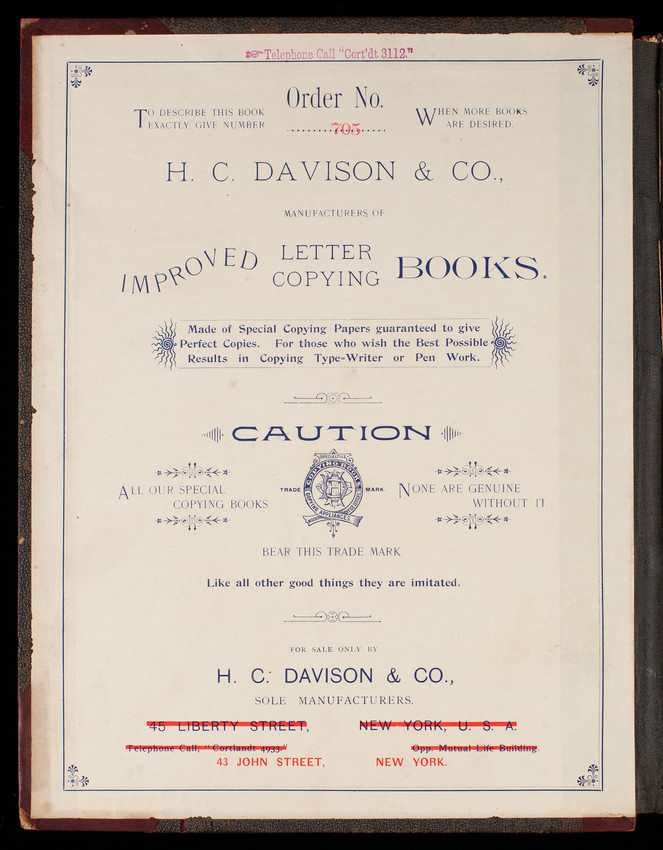 ☞Telephone Call "Cort'dt 3112."
Order No.
TO DESCRIBE THIS BOOK
EXACTLY, GIVE NUMBER
705
WHEN MORE BOOKS
ARE DESIRED.
H. C. DAVISON & CO.,
MANUFACTURERS OF
IMPROVED LETTER COPYING BOOKS.
Made of Special Copying Papers guaranteed to give
Perfect Copies. For those who wish the Best Possible
Results in Copying Type-Writer or Pen Work.
CAUTION
ALL OUR SPECIAL
COPYING BOOKS
TRADE MARK.
SPECIALTIES
COPYING BOOKS
COPYING APPLIANCES
NONE ARE GENUINE
WITHOUT IT
BEAR THIS TRADE MARK.
Like all other good things they are imitated.
FOR SALE ONLY BY
H. C. DAVISON & CO.,
SOLE MANUFACTURERS,
45 LIBERTY STREET, NEW YORK, U. S. A.
Telephone Call, "Cortlandt 4933." Opp. Mutual Life Building.
43 JOHN STREET, NEW YORK.